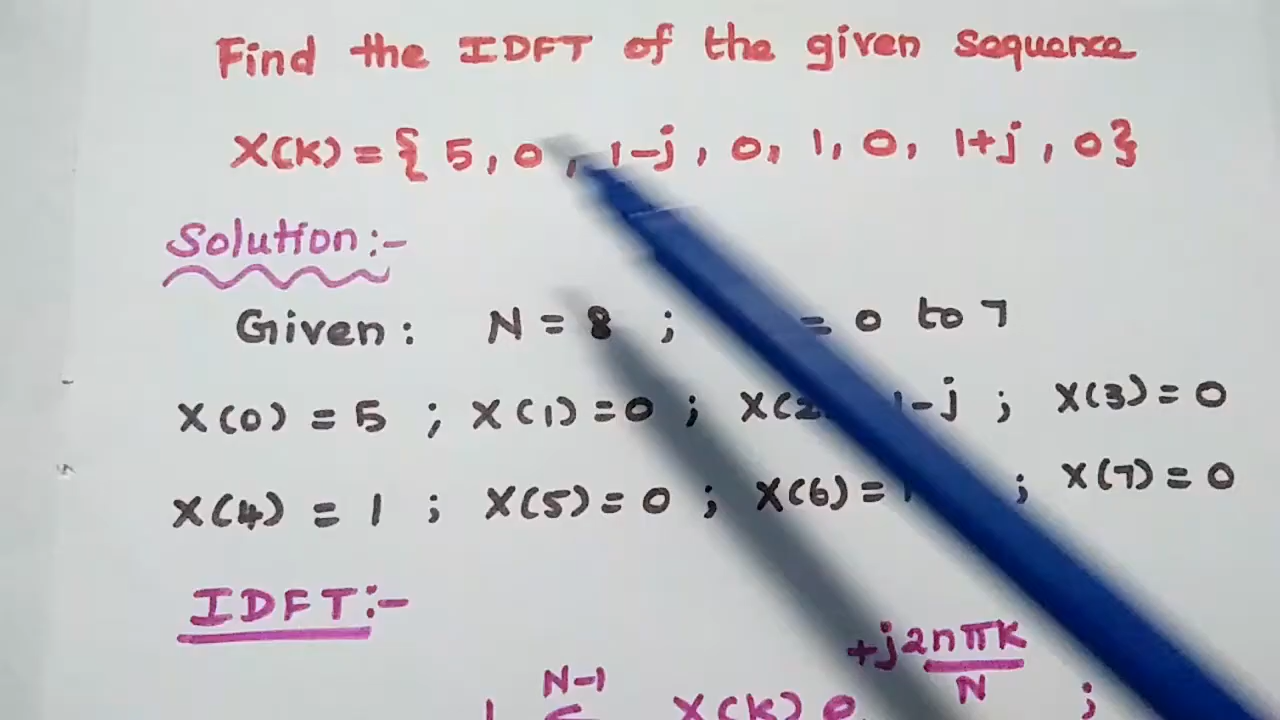 Find the IDFT of the given sequence
X(K) = { 5, 0, 1-j, 0, 1, 0, 1+j, 0}
Solution:-
Given: N = 8 ; = 0 to 7
X(0) = 5 ; X(1) = 0 ; X(2 1-j ; X(3) = 0
X(4) = 1 ; X(5) = 0 ; X(6) = 1 ; X(7) = 0
IDFT:-
+j2nπK
N-1 N
X(K) e ;